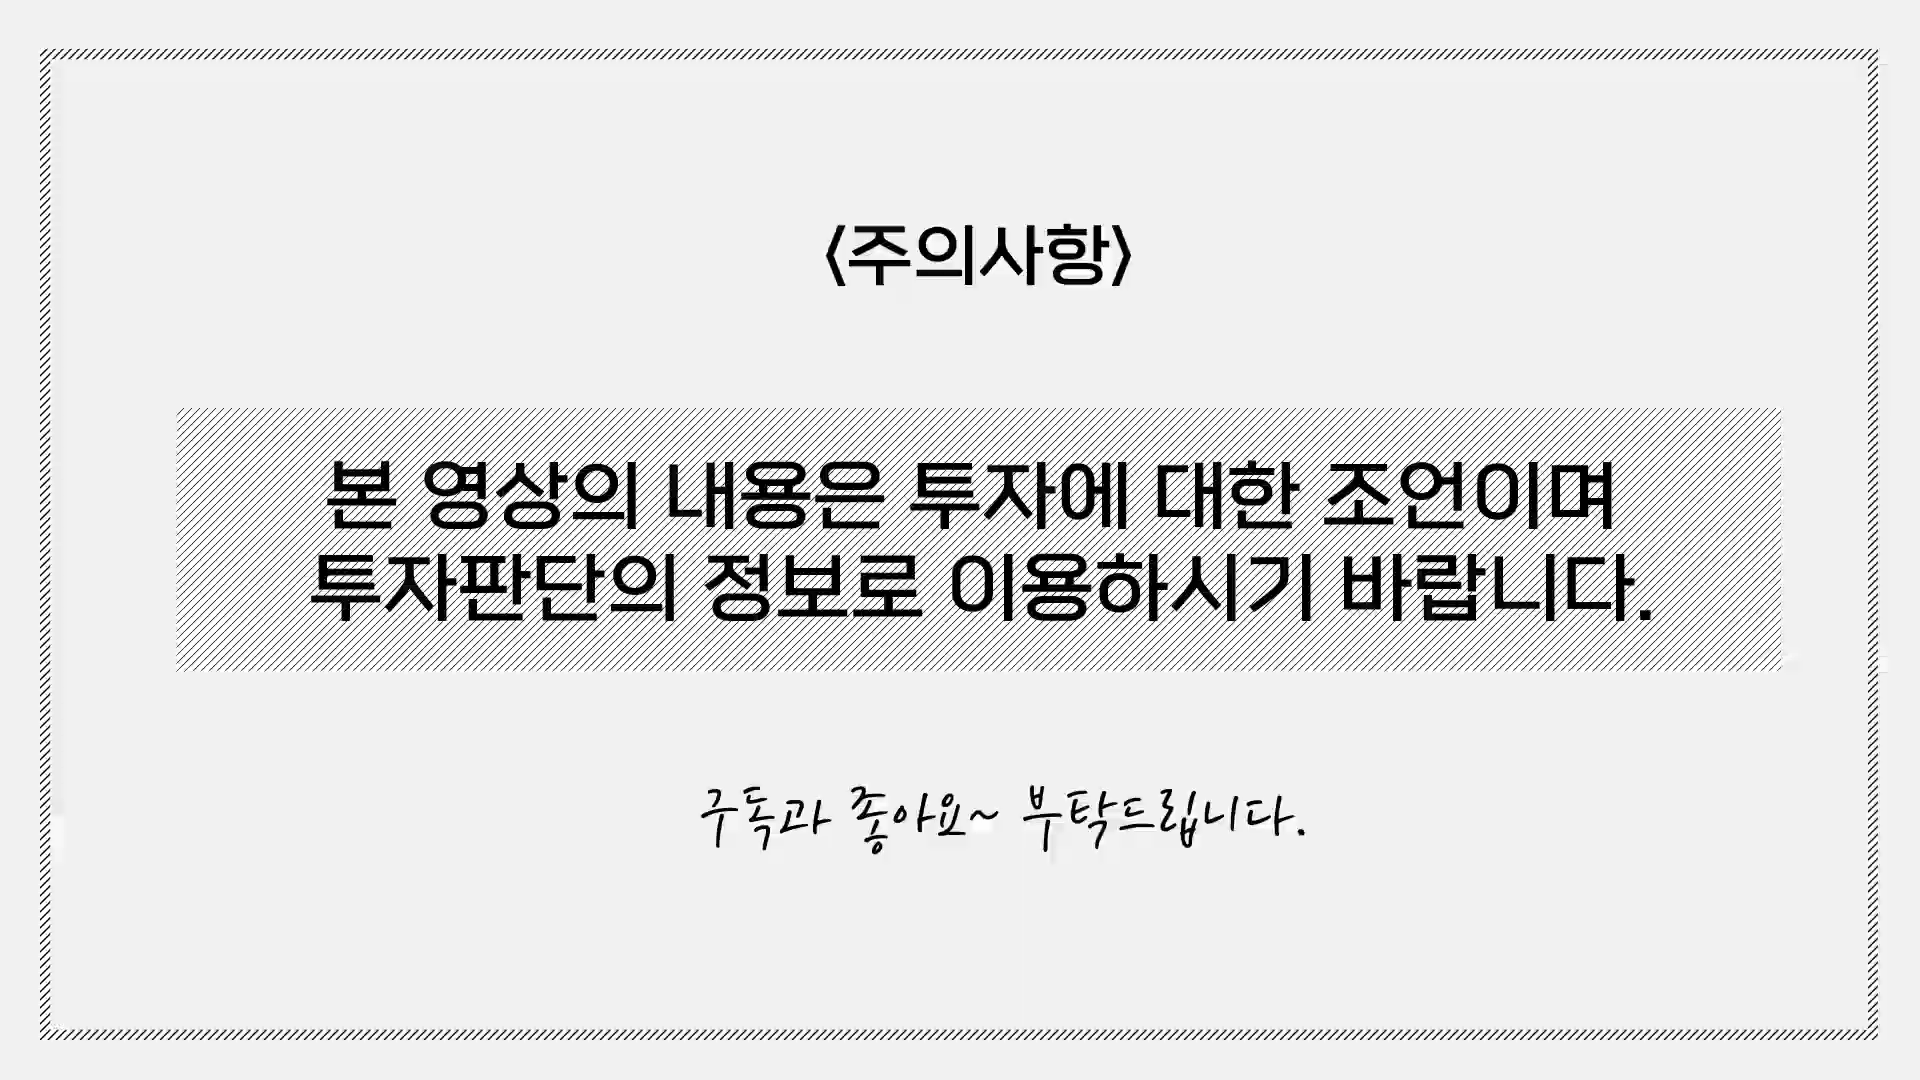 〈주의사항〉
본 영상의 내용은 투자에 대한 조언이며
투자판단의 정보로 이용하시기 바랍니다.
구독과 좋아요~ 부탁드립니다.